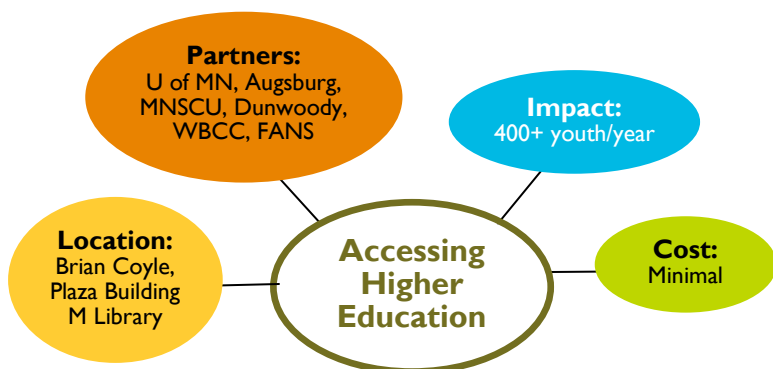 Partners:
U of MN, Augsburg,
MNSCU, Dunwoody,
WBCC, FANS
Impact:
400+ youth/year
Location:
Brian Coyle,
Plaza Building
M Library
Accessing
Higher
Education
Cost:
Minimal